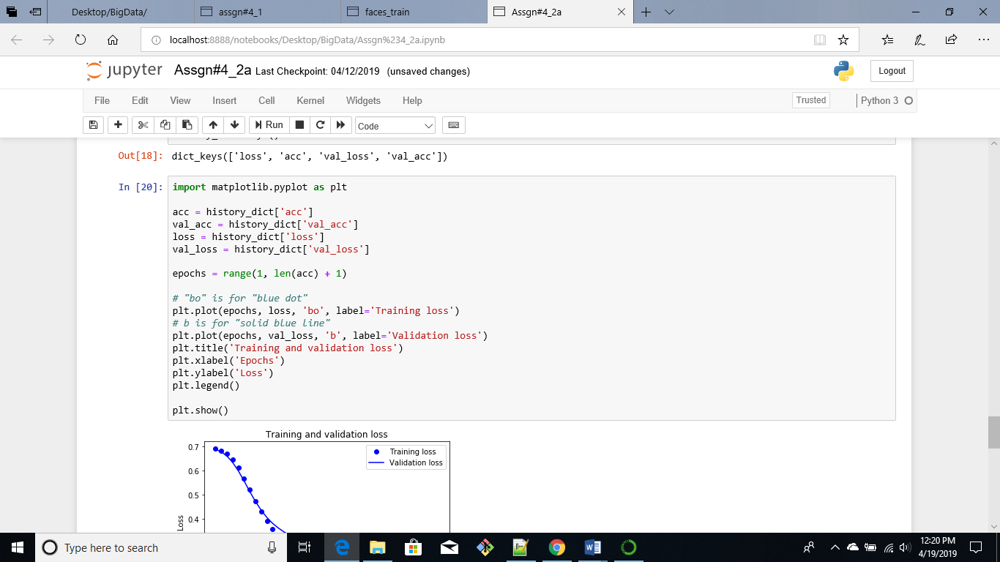 Desktop/BigData/
assgn#4_1
faces_train
Assgn#4_2a
localhost:8888/notebooks/Desktop/BigData/Assgn%234_2a.ipynb
jupyter Assgn#4_2a Last Checkpoint: 04/12/2019 (unsaved changes)
Logout
File Edit View Insert Cell Kernel Widgets Help
Trusted
Python 3
Run
Code
Out[18]: dict_keys(['loss', 'acc', 'val_loss', 'val_acc'])
In [20]: import matplotlib.pyplot as plt
acc = history_dict['acc']
val_acc = history_dict['val_acc']
loss = history_dict['loss']
val_loss = history_dict['val_loss']
epochs = range(1, len(acc) + 1)
# "bo" is for "blue dot"
plt.plot(epochs, loss, 'bo', label='Training loss')
# b is for "solid blue line"
plt.plot(epochs, val_loss, 'b', label='Validation loss')
plt.title('Training and validation loss')
plt.xlabel('Epochs')
plt.ylabel('Loss')
plt.legend()
plt.show()
Training and validation loss
0.7
0.6
0.5
0.4
Loss
Training loss
Validation loss
Type here to search
12:20 PM
4/19/2019